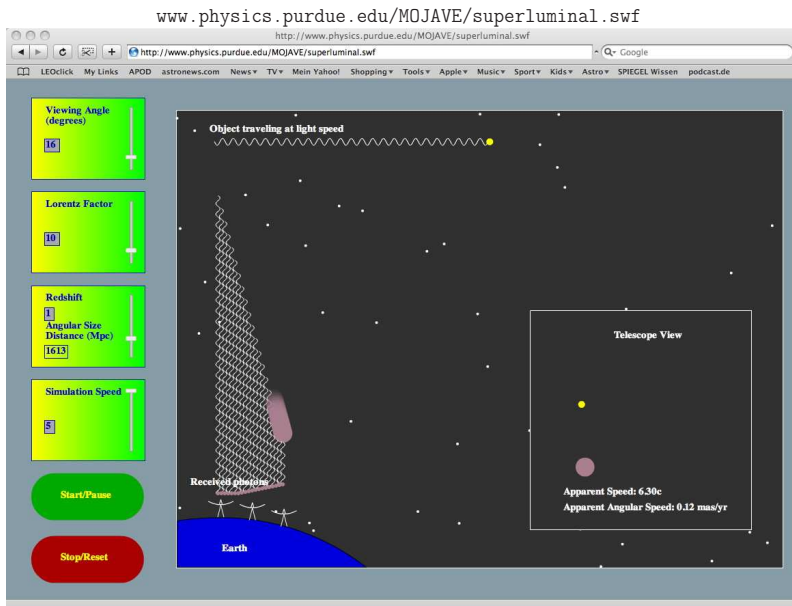 www.physics.purdue.edu/MOJAVE/superluminal.swf
http://www.physics.purdue.edu/MOJAVE/superluminal.swf
http://www.physics.purdue.edu/MOJAVE/superluminal.swf
Google
LEOclick My Links APOD astronews.com News TV Mein Yahoo! Shopping Tools Apple Music Sport Kids Astro SPIEGEL Wissen podcast.de
Viewing Angle
(degrees)
16
Lorentz Factor
10
Redshift
1
Angular Size
Distance (Mpc)
1613
Simulation Speed
5
Start/Pause
Stop/Reset
Object traveling at light speed
Received photons
Earth
Telescope View
Apparent Speed: 6.30c
Apparent Angular Speed: 0.12 mas/yr